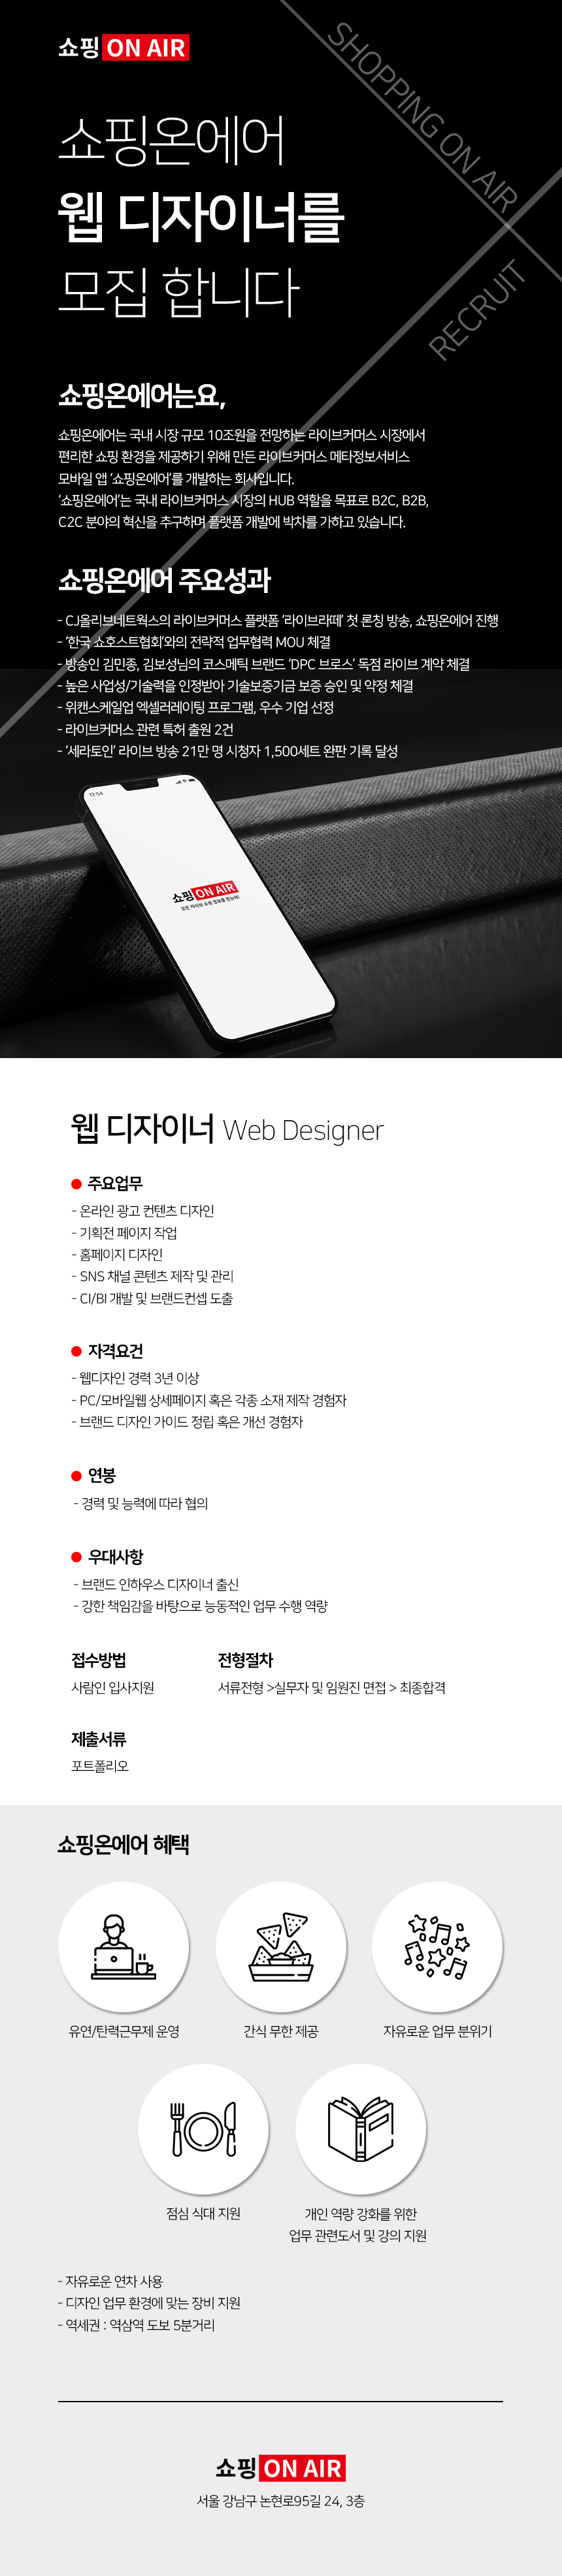 쇼핑 ON AIR
SHOPPING ON AIR
RECRUIT
쇼핑온에어
웹 디자이너를
모집 합니다
쇼핑온에어는요,
쇼핑온에어는 국내 시장 규모 10조원을 전망하는 라이브커머스 시장에서
편리한 쇼핑 환경을 제공하기 위해 만든 라이브커머스 메타정보서비스
모바일 앱 ‘쇼핑온에어’를 개발하는 회사입니다.
‘쇼핑온에어’는 국내 라이브커머스 시장의 HUB 역할을 목표로 B2C, B2B,
C2C 분야의 혁신을 추구하며 플랫폼 개발에 박차를 가하고 있습니다.
쇼핑온에어 주요성과
- CJ올리브네트웍스의 라이브커머스 플랫폼 ‘라이브라떼’ 첫 론칭 방송, 쇼핑온에어 진행
- ‘한국 쇼호스트협회’와의 전략적 업무협력 MOU 체결
- 방송인 김민종, 김보성님의 코스메틱 브랜드 ‘DPC 브로스’ 독점 라이브 계약 체결
- 높은 사업성/기술력을 인정받아 기술보증기금 보증 승인 및 약정 체결
- 위캔스케일업 엑셀러레이팅 프로그램, 우수 기업 선정
- 라이브커머스 관련 특허 출원 2건
- ‘세라토인’ 라이브 방송 21만 명 시청자 1,500세트 완판 기록 달성
12:54
쇼핑 ON AIR
모든 라이브 쇼핑 정보를 한눈에!
웹 디자이너 Web Designer
주요업무
- 온라인 광고 컨텐츠 디자인
- 기획전 페이지 작업
- 홈페이지 디자인
- SNS 채널 콘텐츠 제작 및 관리
- CI/BI 개발 및 브랜드컨셉 도출
자격요건
- 웹디자인 경력 3년 이상
- PC/모바일웹 상세페이지 혹은 각종 소재 제작 경험자
- 브랜드 디자인 가이드 정립 혹은 개선 경험자
연봉
- 경력 및 능력에 따라 협의
우대사항
- 브랜드 인하우스 디자이너 출신
- 강한 책임감을 바탕으로 능동적인 업무 수행 역량
접수방법
사람인 입사지원
전형절차
서류전형 >실무자 및 임원진 면접 > 최종합격
제출서류
포트폴리오
쇼핑온에어 혜택
유연/탄력근무제 운영
간식 무한 제공
자유로운 업무 분위기
점심 식대 지원
개인 역량 강화를 위한
업무 관련도서 및 강의 지원
- 자유로운 연차 사용
- 디자인 업무 환경에 맞는 장비 지원
- 역세권 : 역삼역 도보 5분거리
쇼핑 ON AIR
서울 강남구 논현로95길 24, 3층